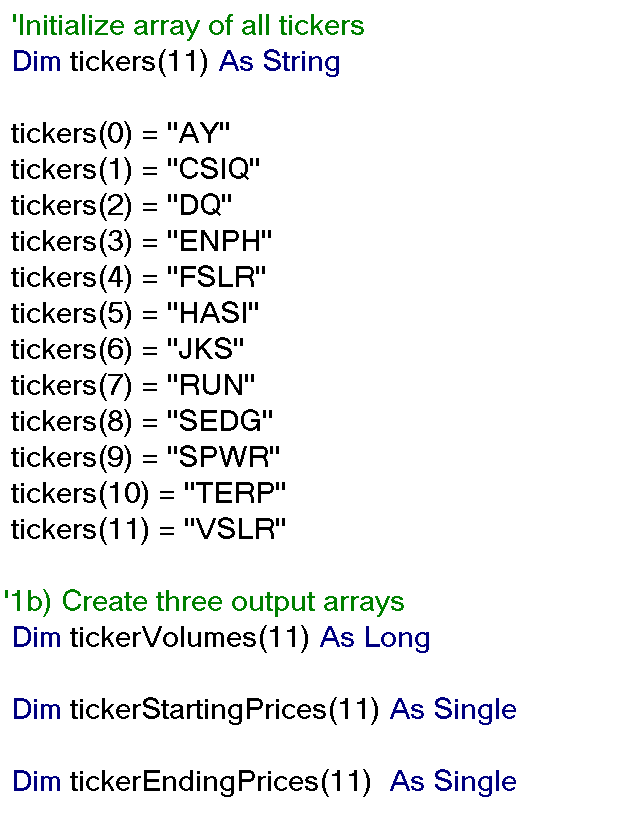 'Initialize array of all tickers
Dim tickers(11) As String
tickers(0) = "AY"
tickers(1) = "CSIQ"
tickers(2) = "DQ"
tickers(3) = "ENPH"
tickers(4) = "FSLR"
tickers(5) = "HASI"
tickers(6) = "JKS"
tickers(7) = "RUN"
tickers(8) = "SEDG"
tickers(9) = "SPWR"
tickers(10) = "TERP"
tickers(11) = "VSLR"
'1b) Create three output arrays
Dim tickerVolumes(11) As Long
Dim tickerStartingPrices(11) As Single
Dim tickerEndingPrices(11)  As Single